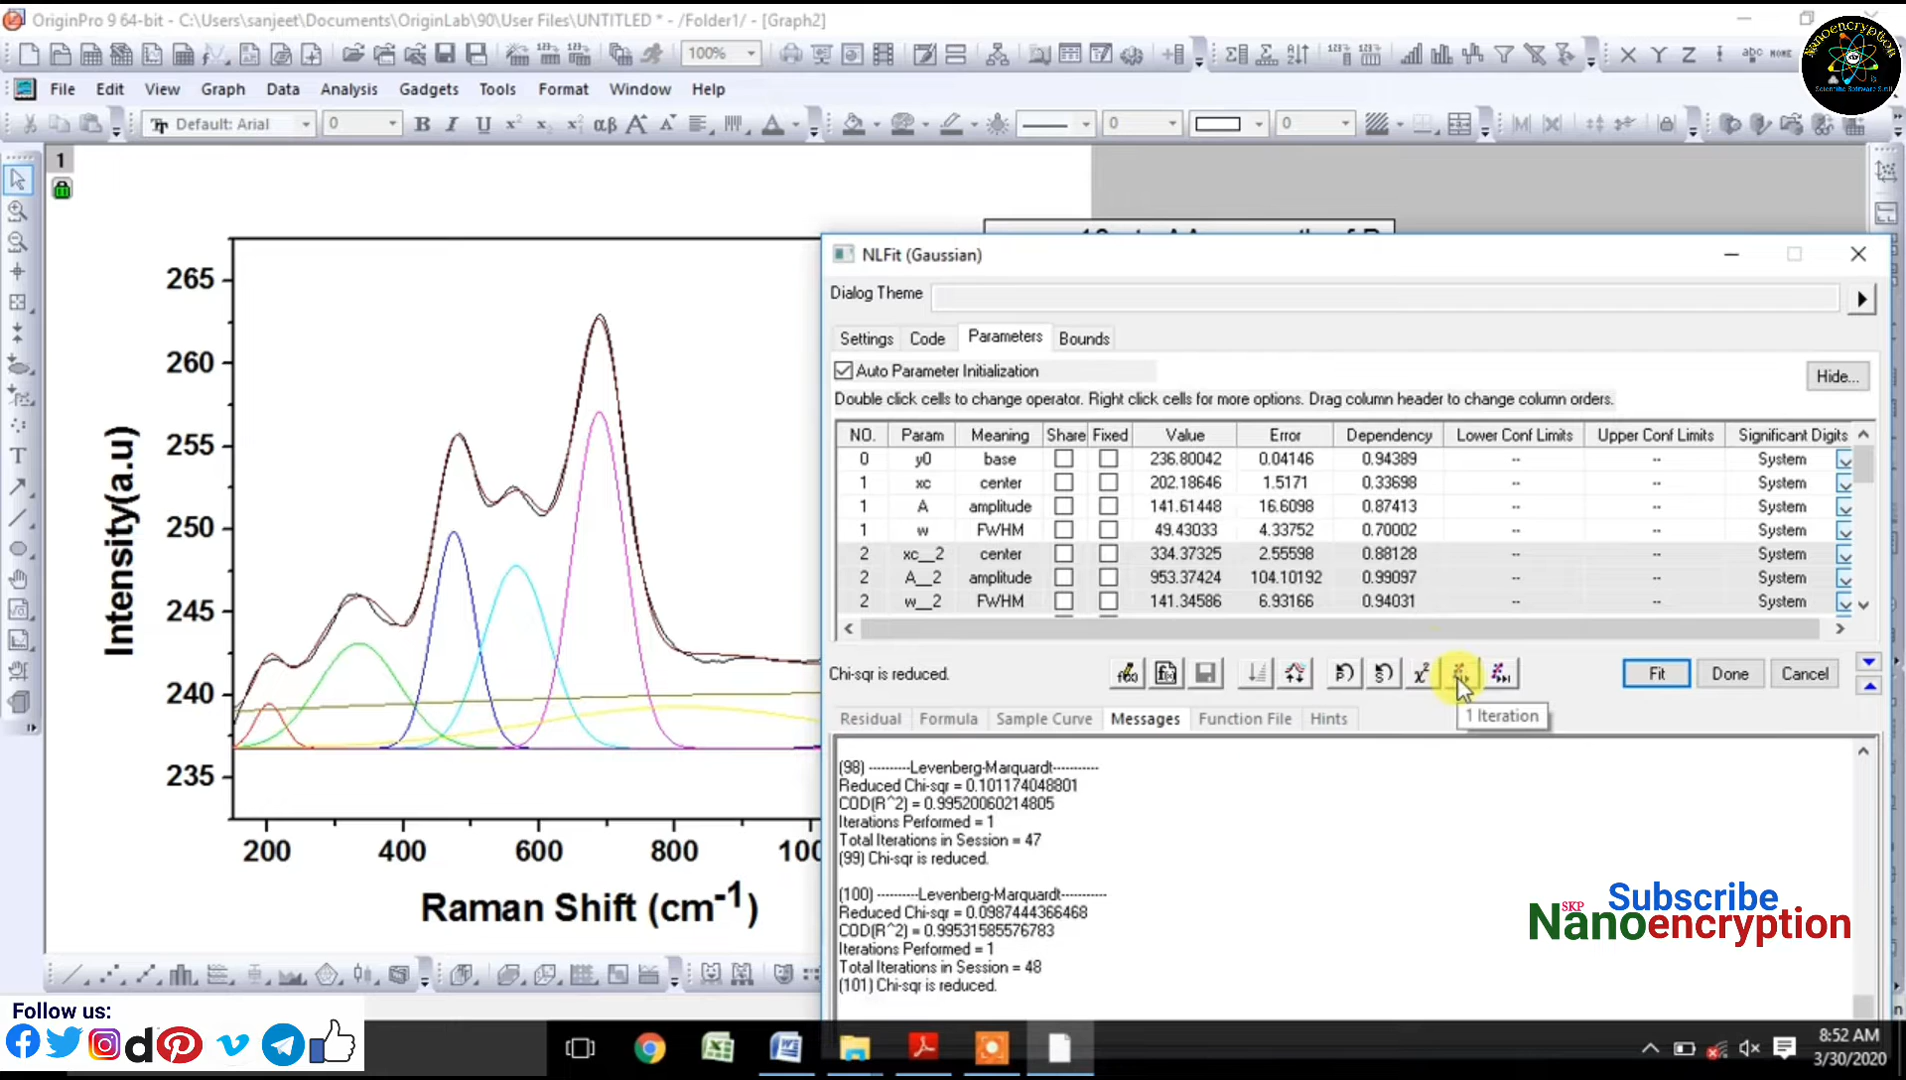 OriginPro 9 64-bit - C:\Users\sanjeet\Documents\OriginLab\90\User Files\UNTITLED * - /Folder1/ - [Graph2]
100%
X Y Z
Nanoencryption
File Edit View Graph Data Analysis Gadgets Tools Format Window Help
Default: Arial 0 B I U 0 0
1
265
260
255
250
245
240
235
Intensity(a.u)
200 400 600 800
Raman Shift (cm-1)
NLFit (Gaussian)
Dialog Theme
Settings Code Parameters Bounds
Auto Parameter Initialization
Hide...
Double click cells to change operator. Right click cells for more options. Drag column header to change column orders.
NO. Param Meaning Share Fixed Value Error Dependency Lower Conf Limits Upper Conf Limits Significant Digits
0 y0 base 236.80042 0.04146 0.94389 -- -- System
1 xc center 202.18646 1.5171 0.33698 -- -- System
1 A amplitude 141.61448 16.6098 0.87413 -- -- System
1 w FWHM 49.43033 4.33752 0.70002 -- -- System
2 xc__2 center 334.37325 2.55598 0.88128 -- -- System
2 A__2 amplitude 953.37424 104.10192 0.99097 -- -- System
2 w__2 FWHM 141.34586 6.93166 0.94031 -- -- System
Chi-sqr is reduced.
Fit Done Cancel
1 Iteration
Residual Formula Sample Curve Messages Function File Hints
(98) ---------Levenberg-Marquardt----------
Reduced Chi-sqr = 0.101174048801
COD(R^2) = 0.99520060214805
Iterations Performed = 1
Total Iterations in Session = 47
(99) Chi-sqr is reduced.
(100) ---------Levenberg-Marquardt----------
Reduced Chi-sqr = 0.0987444366468
COD(R^2) = 0.99531585576783
Iterations Performed = 1
Total Iterations in Session = 48
(101) Chi-sqr is reduced.
Subscribe
SKP
Nanoencryption
Follow us:
8:52 AM
3/30/2020